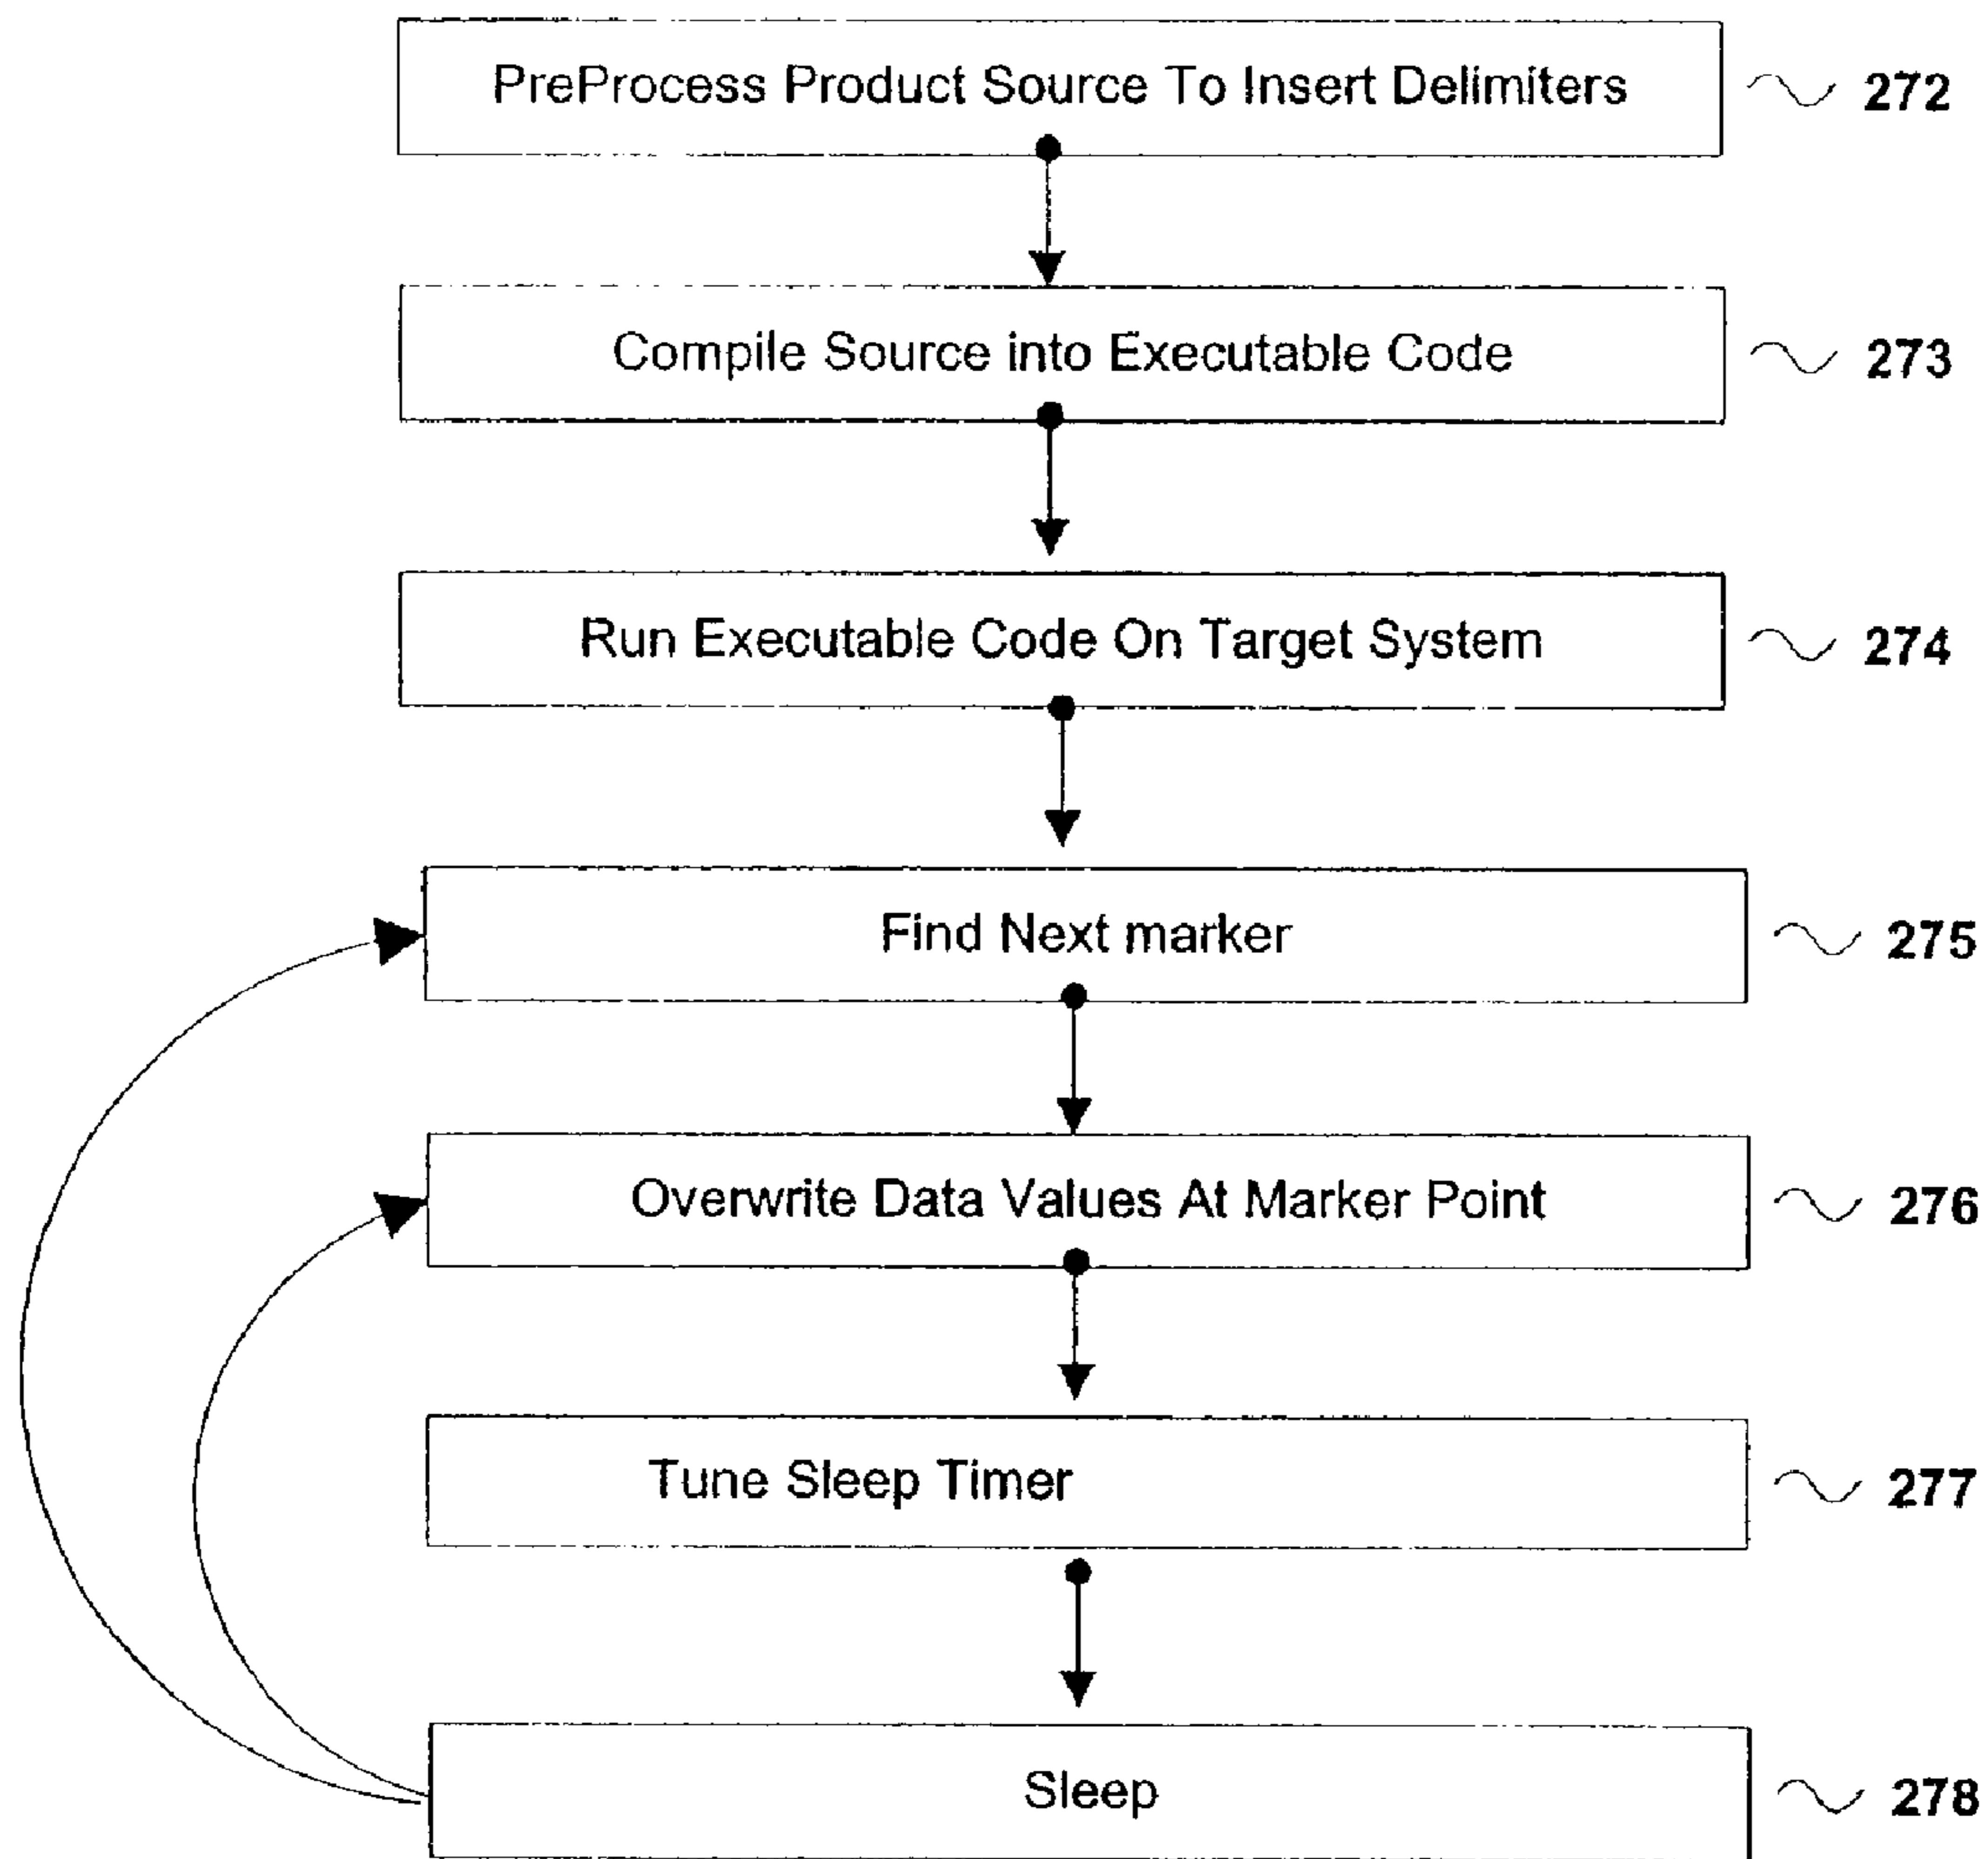 PreProcess Product Source To Insert Delimiters 272
Compile Source into Executable Code 273
Run Executable Code On Target System 274
Find Next marker 275
Overwrite Data Values At Marker Point 276
Tune Sleep Timer 277
Sleep 278